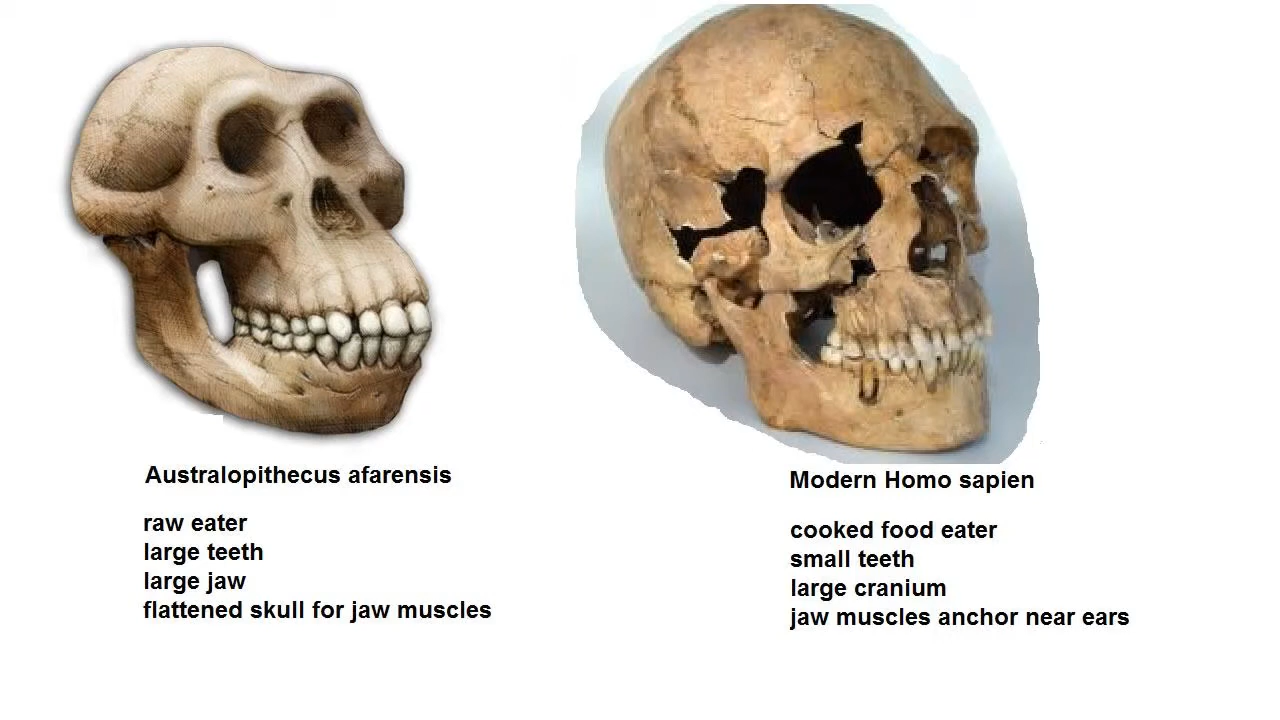 Australopithecus afarensis
raw eater
large teeth
large jaw
flattened skull for jaw muscles
Modern Homo sapien
cooked food eater
small teeth
large cranium
jaw muscles anchor near ears